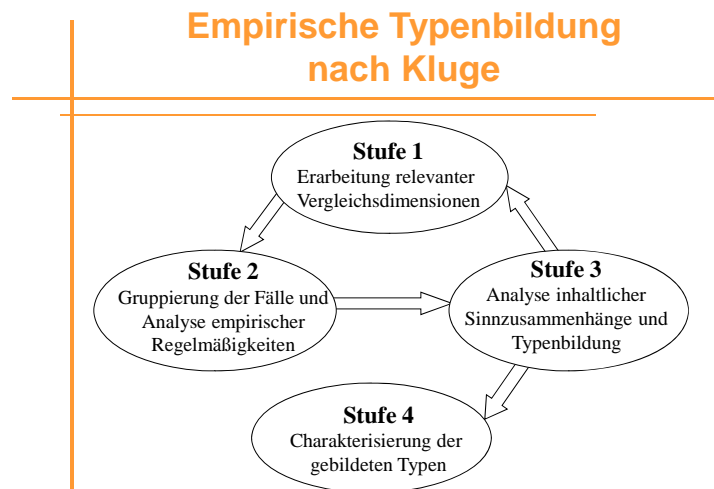 Empirische Typenbildung
nach Kluge
Stufe 1
Erarbeitung relevanter
Vergleichsdimensionen
Stufe 2
Gruppierung der Fälle und
Analyse empirischer
Regelmäßigkeiten
Stufe 3
Analyse inhaltlicher
Sinnzusammenhänge und
Typenbildung
Stufe 4
Charakterisierung der
gebildeten Typen